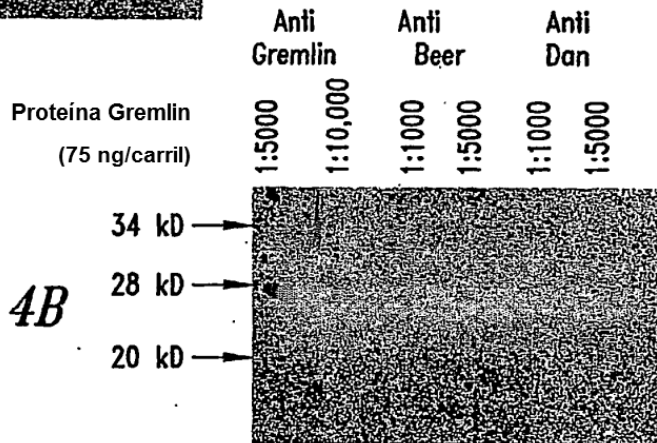 Anti Anti Anti
Gremlin Beer Dan
Proteína Gremlin
(75 ng/carril)
1:5000 1:10,000 1:1000 1:5000 1:1000 1:5000
34 kD
28 kD
4B
20 kD